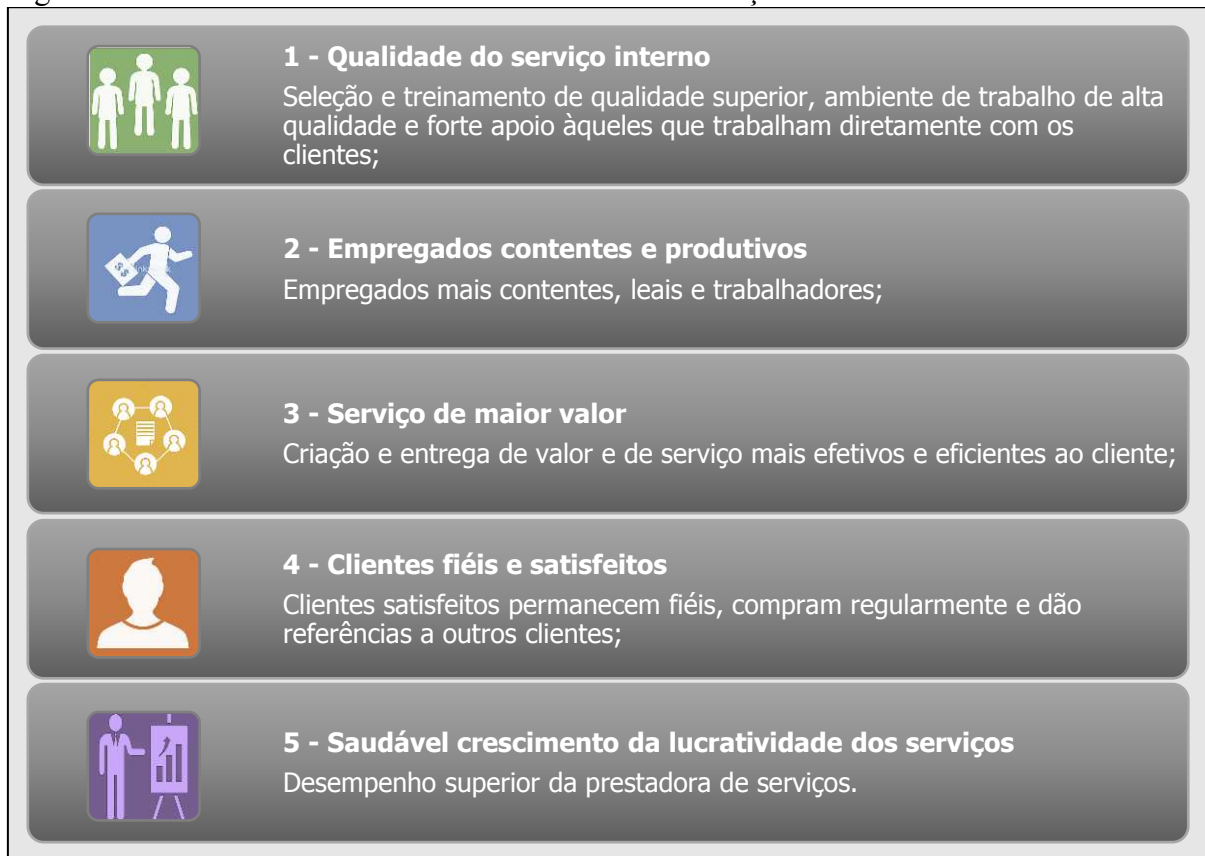 1 - Qualidade do serviço interno
Seleção e treinamento de qualidade superior, ambiente de trabalho de alta
qualidade e forte apoio àqueles que trabalham diretamente com os
clientes;
2 - Empregados contentes e produtivos
Empregados mais contentes, leais e trabalhadores;
3 - Serviço de maior valor
Criação e entrega de valor e de serviço mais efetivos e eficientes ao cliente;
4 - Clientes fiéis e satisfeitos
Clientes satisfeitos permanecem fiéis, compram regularmente e dão
referências a outros clientes;
5 - Saudável crescimento da lucratividade dos serviços
Desempenho superior da prestadora de serviços.